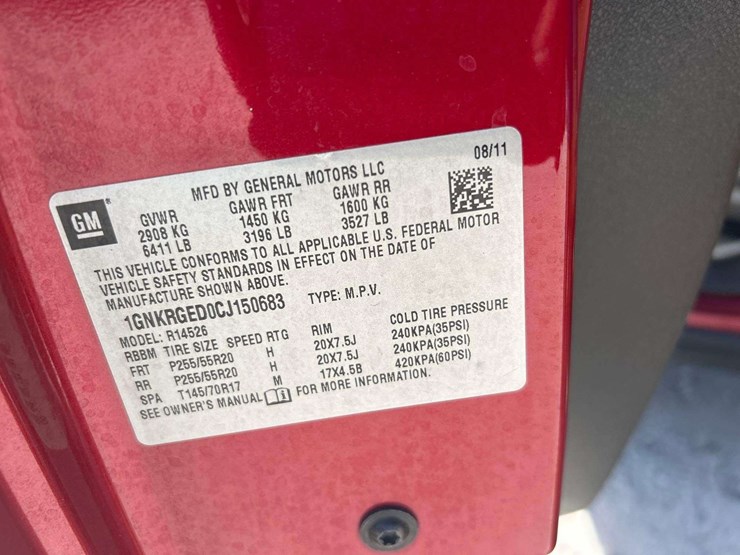 08/11
MFD BY GENERAL MOTORS LLC
GM
GVWR GAWR FRT GAWR RR
2908 KG 1450 KG 1600 KG
6411 LB 3196 LB 3527 LB
THIS VEHICLE CONFORMS TO ALL APPLICABLE U.S. FEDERAL MOTOR
VEHICLE SAFETY STANDARDS IN EFFECT ON THE DATE OF
MANUFACTURE SHOWN ABOVE.
1GNKRGED0CJ150683 TYPE: M.P.V.
MODEL: R14526
RBBM TIRE SIZE SPEED RTG RIM COLD TIRE PRESSURE
FRT P255/55R20 H 20X7.5J 240KPA(35PSI)
RR P255/55R20 H 20X7.5J 240KPA(35PSI)
SPA T145/70R17 M 17X4.5B 420KPA(60PSI)
SEE OWNER'S MANUAL i FOR MORE INFORMATION.